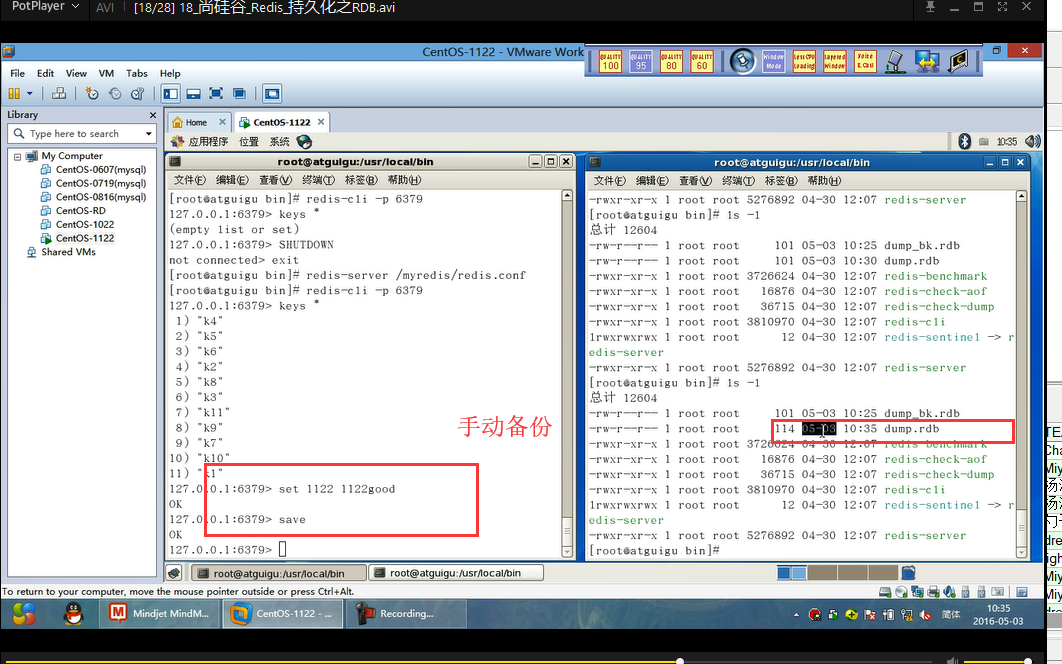 PotPlayer
AVI
[18/28] 18_尚硅谷_Redis_持久化之RDB.avi
CentOS-1122 - VMware Work
QUALITY 100
QUALITY 95
QUALITY 80
QUALITY 60
Window Mode
Less CPU Loading
Layered Window
Voice & Chat
File Edit View VM Tabs Help
Library
Type here to search
My Computer
CentOS-0607(mysql)
CentOS-0719(mysql)
CentOS-0816(mysql)
CentOS-RD
CentOS-1022
CentOS-1122
Shared VMs
Home
CentOS-1122
应用程序 位置 系统
10:35
root@atguigu:/usr/local/bin
文件(F) 编辑(E) 查看(V) 终端(T) 标签(B) 帮助(H)
[root@atguigu bin]# redis-cli -p 6379
127.0.0.1:6379> keys *
(empty list or set)
127.0.0.1:6379> SHUTDOWN
not connected> exit
[root@atguigu bin]# redis-server /myredis/redis.conf
[root@atguigu bin]# redis-cli -p 6379
127.0.0.1:6379> keys *
1) "k4"
2) "k5"
3) "k6"
4) "k2"
5) "k8"
6) "k3"
7) "k11"
8) "k9"
9) "k7"
10) "k10"
11) "k1"
127.0.0.1:6379> set 1122 1122good
OK
127.0.0.1:6379> save
OK
127.0.0.1:6379>
手动备份
root@atguigu:/usr/local/bin
文件(F) 编辑(E) 查看(V) 终端(T) 标签(B) 帮助(H)
-rwxr-xr-x 1 root root 5276892 04-30 12:07 redis-server
[root@atguigu bin]# ls -l
总计 12604
-rw-r--r-- 1 root root 101 05-03 10:25 dump_bk.rdb
-rw-r--r-- 1 root root 101 05-03 10:30 dump.rdb
-rwxr-xr-x 1 root root 3726624 04-30 12:07 redis-benchmark
-rwxr-xr-x 1 root root 16876 04-30 12:07 redis-check-aof
-rwxr-xr-x 1 root root 36715 04-30 12:07 redis-check-dump
-rwxr-xr-x 1 root root 3810970 04-30 12:07 redis-cli
lrwxrwxrwx 1 root root 12 04-30 12:07 redis-sentinel -> r
edis-server
-rwxr-xr-x 1 root root 5276892 04-30 12:07 redis-server
[root@atguigu bin]# ls -l
总计 12604
-rw-r--r-- 1 root root 101 05-03 10:25 dump_bk.rdb
-rw-r--r-- 1 root root 114 05-03 10:35 dump.rdb
-rwxr-xr-x 1 root root 3726624 04-30 12:07 redis-benchmark
-rwxr-xr-x 1 root root 16876 04-30 12:07 redis-check-aof
-rwxr-xr-x 1 root root 36715 04-30 12:07 redis-check-dump
-rwxr-xr-x 1 root root 3810970 04-30 12:07 redis-cli
lrwxrwxrwx 1 root root 12 04-30 12:07 redis-sentinel -> r
edis-server
-rwxr-xr-x 1 root root 5276892 04-30 12:07 redis-server
[root@atguigu bin]#
root@atguigu:/usr/local/bin
root@atguigu:/usr/local/bin
To return to your computer, move the mouse pointer outside or press Ctrl+Alt.
Mindjet MindM...
CentOS-1122 - ...
Recording...
简体
10:35
2016-05-03